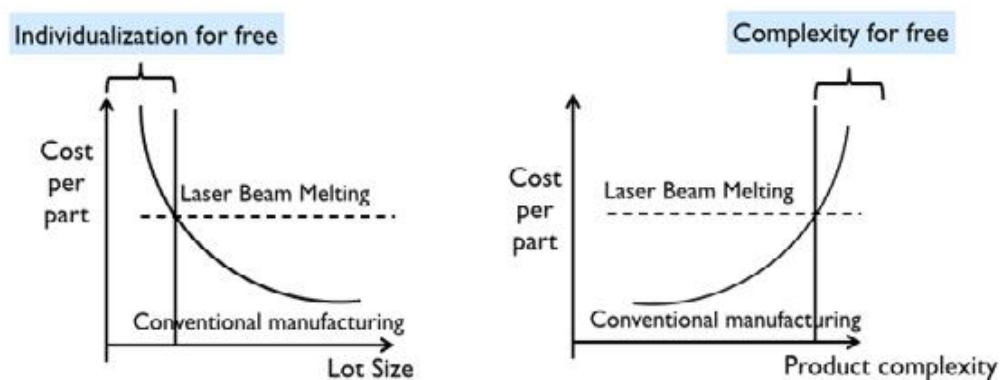 Individualization for free
Cost
per
part
Laser Beam Melting
Conventional manufacturing
Lot Size
Complexity for free
Cost
per
part
Laser Beam Melting
Conventional manufacturing
Product complexity